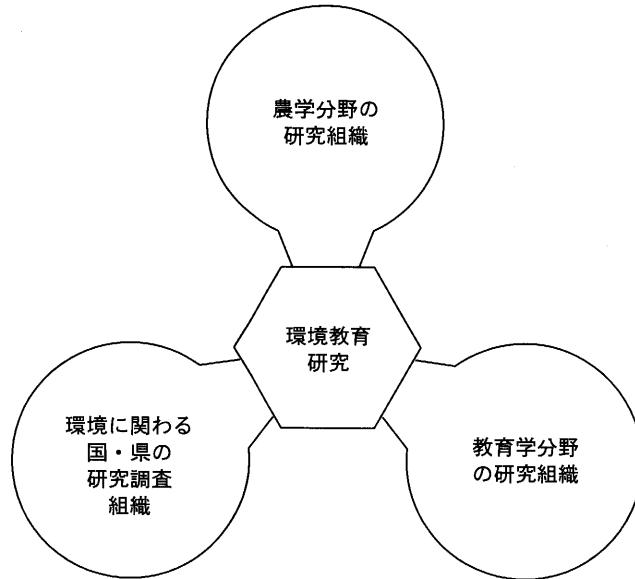 農学分野の
研究組織
環境教育
研究
環境に関わる
国・県の
研究調査
組織
教育学分野
の研究組織